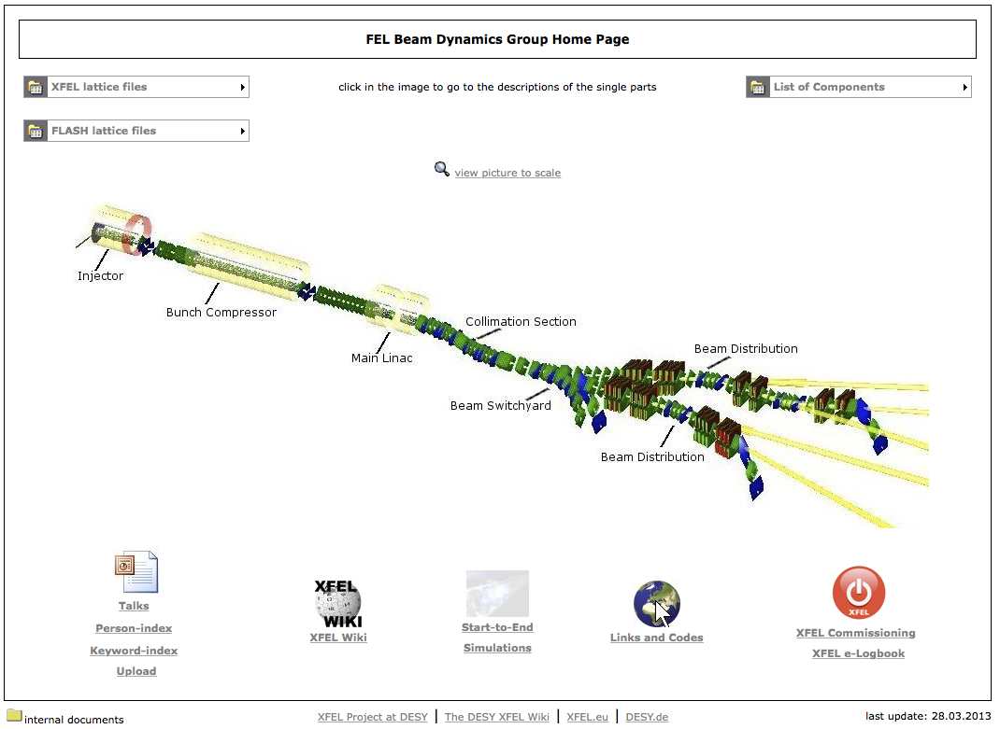 FEL Beam Dynamics Group Home Page
XFEL lattice files
click in the image to go to the descriptions of the single parts
List of Components
FLASH lattice files
view picture to scale
Injector
Bunch Compressor
Main Linac
Collimation Section
Beam Distribution
Beam Switchyard
Beam Distribution
Talks
Person-index
Keyword-index
Upload
XFEL
WIKI
XFEL Wiki
Start-to-End
Simulations
Links and Codes
XFEL
XFEL Commissioning
XFEL e-Logbook
internal documents
XFEL Project at DESY | The DESY XFEL Wiki | XFEL.eu | DESY.de
last update: 28.03.2013